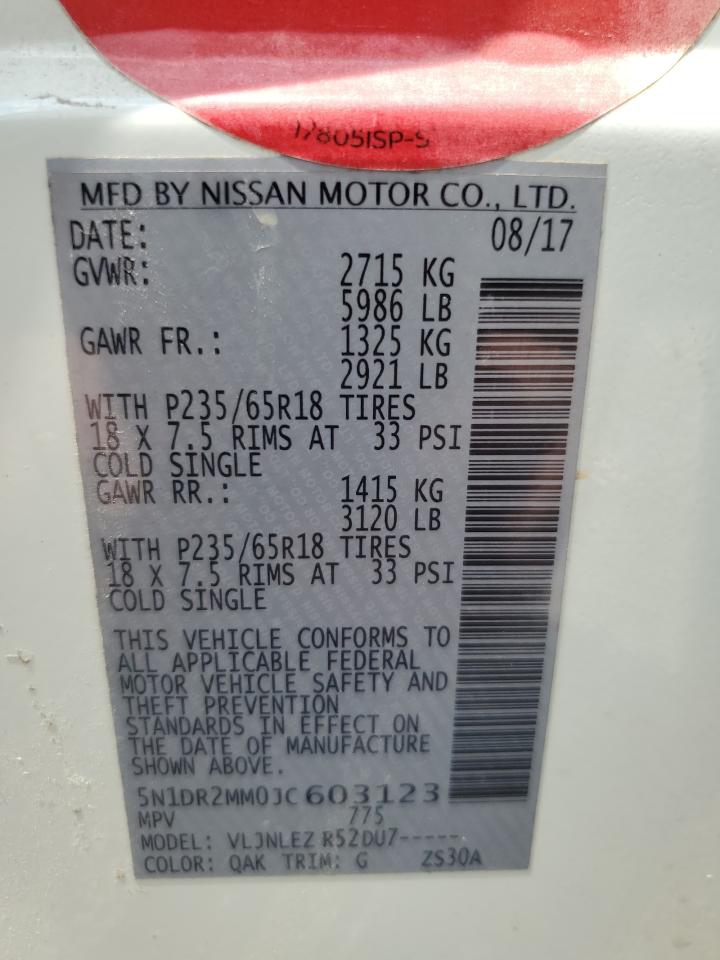 17805ISP-S
MFD BY NISSAN MOTOR CO., LTD.
DATE: 08/17
GVWR: 2715 KG
5986 LB
GAWR FR.: 1325 KG
2921 LB
WITH P235/65R18 TIRES
18 X 7.5 RIMS AT 33 PSI
COLD SINGLE
GAWR RR.: 1415 KG
3120 LB
WITH P235/65R18 TIRES
18 X 7.5 RIMS AT 33 PSI
COLD SINGLE
THIS VEHICLE CONFORMS TO
ALL APPLICABLE FEDERAL
MOTOR VEHICLE SAFETY AND
THEFT PREVENTION
STANDARDS IN EFFECT ON
THE DATE OF MANUFACTURE
SHOWN ABOVE.
5N1DR2MM0JC603123
MPV 775
MODEL: VLJNLEZ R52DU7-----
COLOR: QAK TRIM: G ZS30A